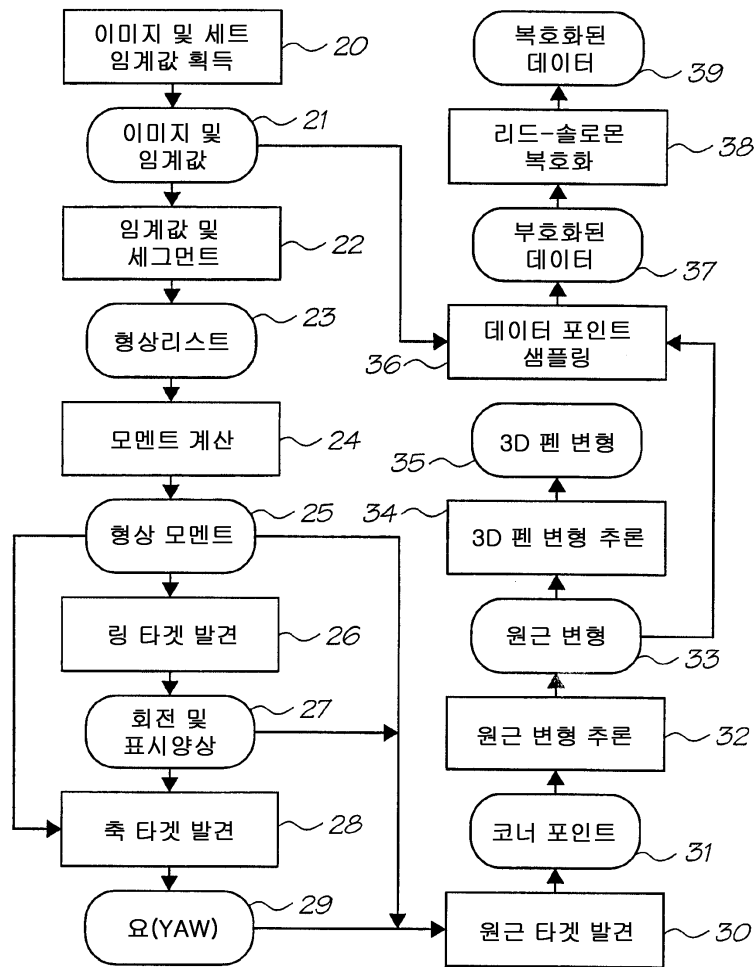 이미지 및 세트
임계값 획득
20
이미지 및
임계값
21
임계값 및
세그먼트
22
형상리스트
23
모멘트 계산
24
형상 모멘트
25
링 타겟 발견
26
회전 및
표시양상
27
축 타겟 발견
28
요(YAW)
29
복호화된
데이터
39
리드-솔로몬
복호화
38
부호화된
데이터
37
데이터 포인트
샘플링
36
3D 펜 변형
35
34
3D 펜 변형 추론
원근 변형
33
원근 변형 추론
32
코너 포인트
31
원근 타겟 발견
30